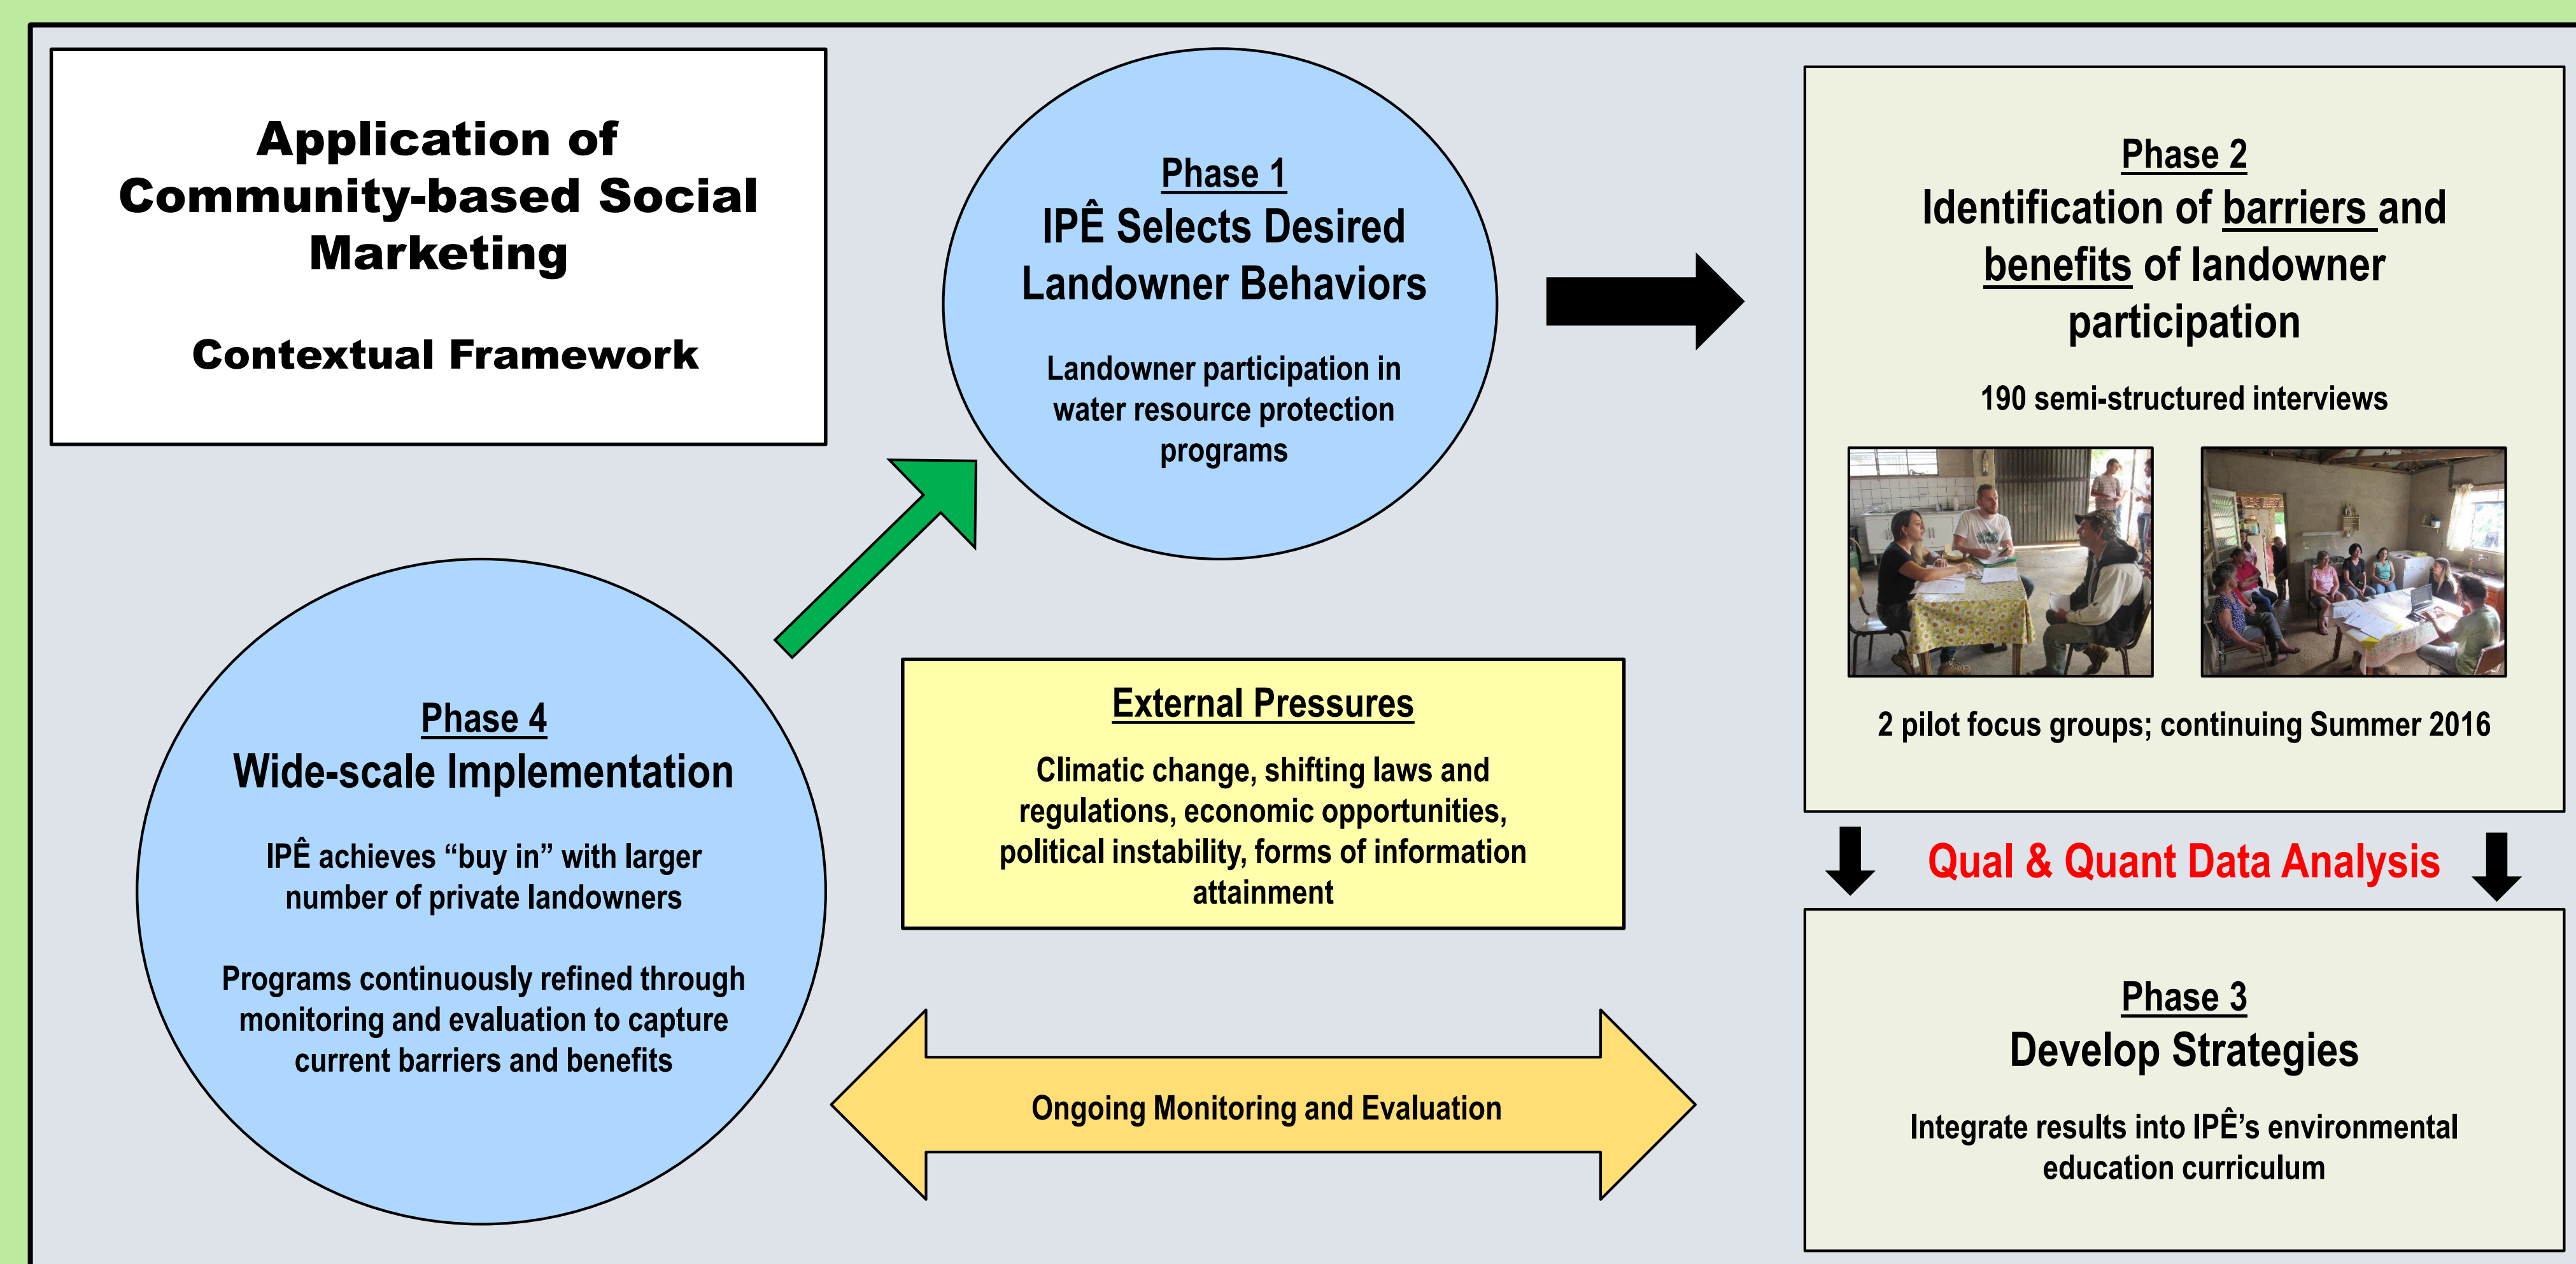 Application of
Community-based Social
Marketing
Contextual Framework
Phase 1
IPÊ Selects Desired
Landowner Behaviors
Landowner participation in
water resource protection
programs
Phase 2
Identification of barriers and
benefits of landowner
participation
190 semi-structured interviews
2 pilot focus groups; continuing Summer 2016
Qual & Quant Data Analysis
Phase 3
Develop Strategies
Integrate results into IPÊ’s environmental
education curriculum
Ongoing Monitoring and Evaluation
External Pressures
Climatic change, shifting laws and
regulations, economic opportunities,
political instability, forms of information
attainment
Phase 4
Wide-scale Implementation
IPÊ achieves “buy in” with larger
number of private landowners
Programs continuously refined through
monitoring and evaluation to capture
current barriers and benefits